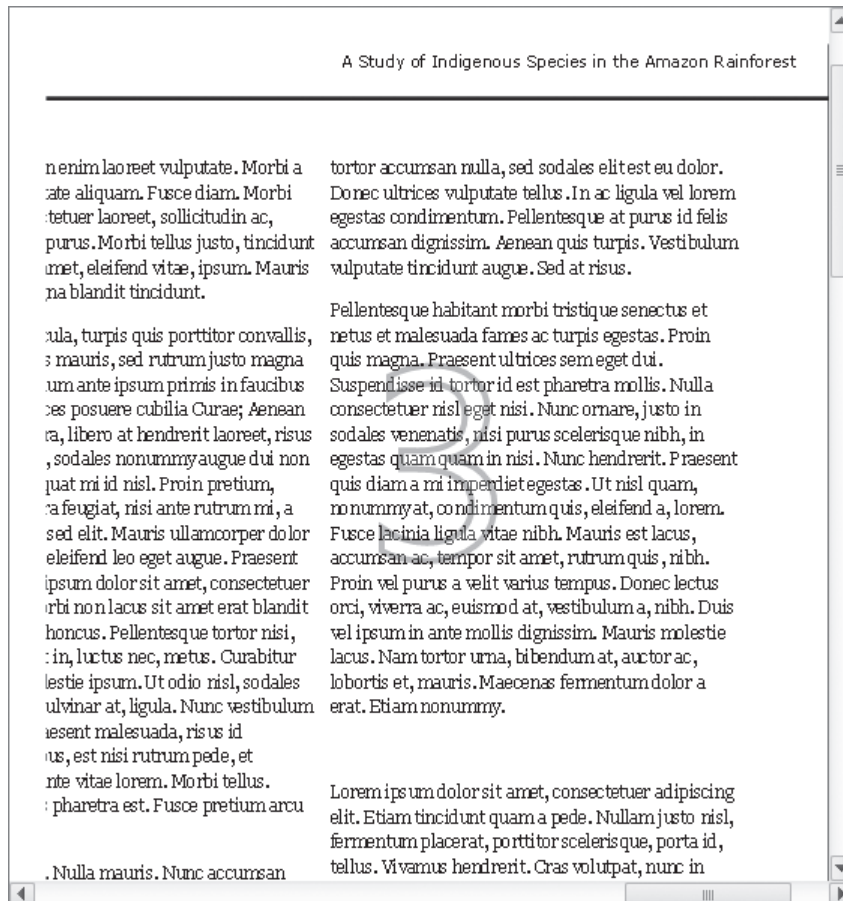 A Study of Indigenous Species in the Amazon Rainforest
n enim laoreet vulputate. Morbi a
tate aliquam. Fusce diam. Morbi
tetuer laoreet, sollicitudin ac,
purus. Morbi tellus justo, tincidunt
met, eleifend vitae, ipsum. Mauris
na blandit tincidunt.
ula, turpis quis porttitor convallis,
s mauris, sed rutrum justo magna
um ante ipsum primis in faucibus
ces posuere cubilia Curae; Aenean
ra, libero at hendrerit laoreet, risus
, sodales nonummy augue dui non
quat mi id nisl. Proin pretium,
ra feugiat, nisi ante rutrum mi, a
sed elit. Mauris ullamcorper dolor
eleifend leo eget augue. Praesent
ipsum dolor sit amet, consectetuer
rbi non lacus sit amet erat blandit
honcus. Pellentesque tortor nisi,
in, luctus nec, metus. Curabitur
lestie ipsum. Ut odio nisl, sodales
ulvinar at, ligula. Nunc vestibulum
aesent malesuada, risus id
us, est nisi rutrum pede, et
nte vitae lorem. Morbi tellus.
pharetra est. Fusce pretium arcu
. Nulla mauris. Nunc accumsan
tortor accumsan nulla, sed sodales elit est eu dolor.
Donec ultrices vulputate tellus. In ac ligula vel lorem
egestas condimentum. Pellentesque at purus id felis
accumsan dignissim. Aenean quis turpis. Vestibulum
vulputate tincidunt augue. Sed at risus.
Pellentesque habitant morbi tristique senectus et
netus et malesuada fames ac turpis egestas. Proin
quis magna. Praesent ultrices sem eget dui.
Suspendisse id tortor id est pharetra mollis. Nulla
consectetuer nisl eget nisi. Nunc ornare, justo in
sodales venenatis, nisi purus scelerisque nibh, in
egestas quam quam in nisi. Nunc hendrerit. Praesent
quis diam a mi imperdiet egestas. Ut nisl quam,
nonummy at, condimentum quis, eleifend a, lorem.
Fusce lacinia ligula vitae nibh. Mauris est lacus,
accumsan ac, tempor sit amet, rutrum quis, nibh.
Proin vel purus a velit varius tempus. Donec lectus
orci, viverra ac, euismod at, vestibulum a, nibh. Duis
vel ipsum in ante mollis dignissim. Mauris molestie
lacus. Nam tortor urna, bibendum at, auctor ac,
lobortis et, mauris. Maecenas fermentum dolor a
erat. Etiam nonummy.
Lorem ipsum dolor sit amet, consectetuer adipiscing
elit. Etiam tincidunt quam a pede. Nullam justo nisl,
fermentum placerat, porttitor scelerisque, porta id,
tellus. Vivamus hendrerit. Cras volutpat, nunc in
3